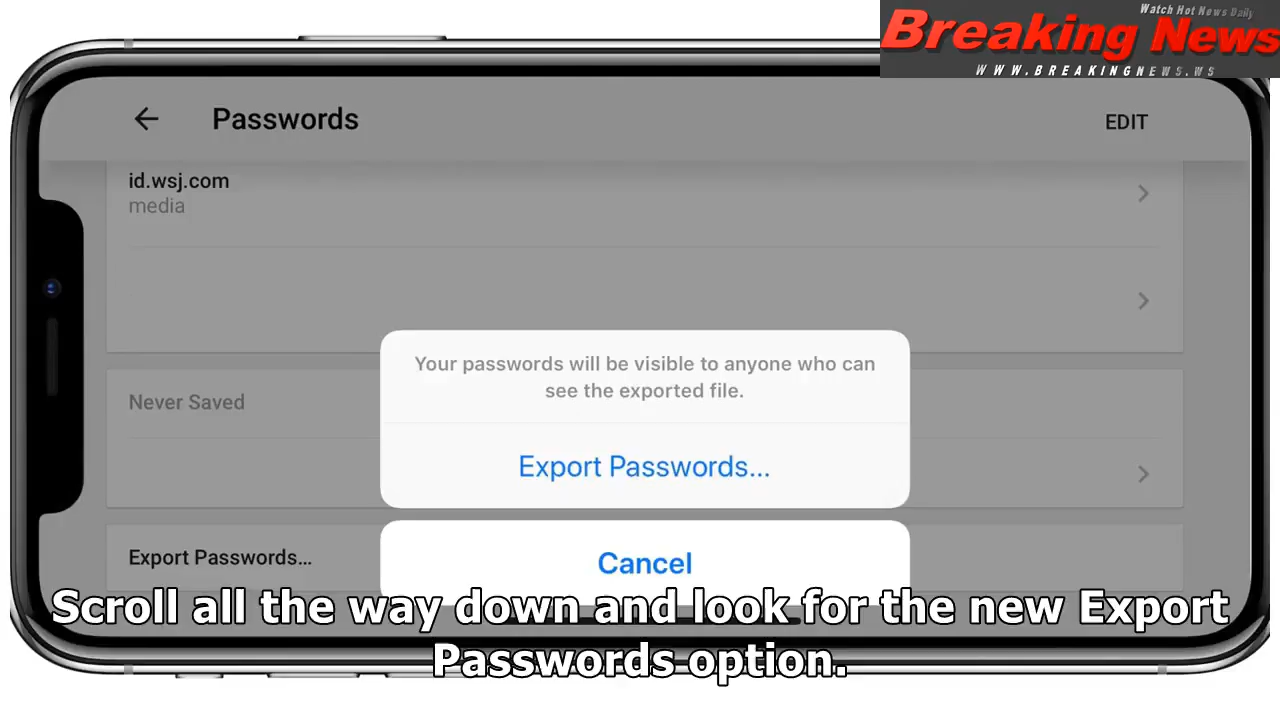 Watch Hot News Daily
Breaking News
WWW.BREAKINGNEWS.WS
Passwords
EDIT
id.wsj.com
media
Your passwords will be visible to anyone who can
see the exported file.
Never Saved
Export Passwords...
Export Passwords...
Cancel
Scroll all the way down and look for the new Export
Passwords option.